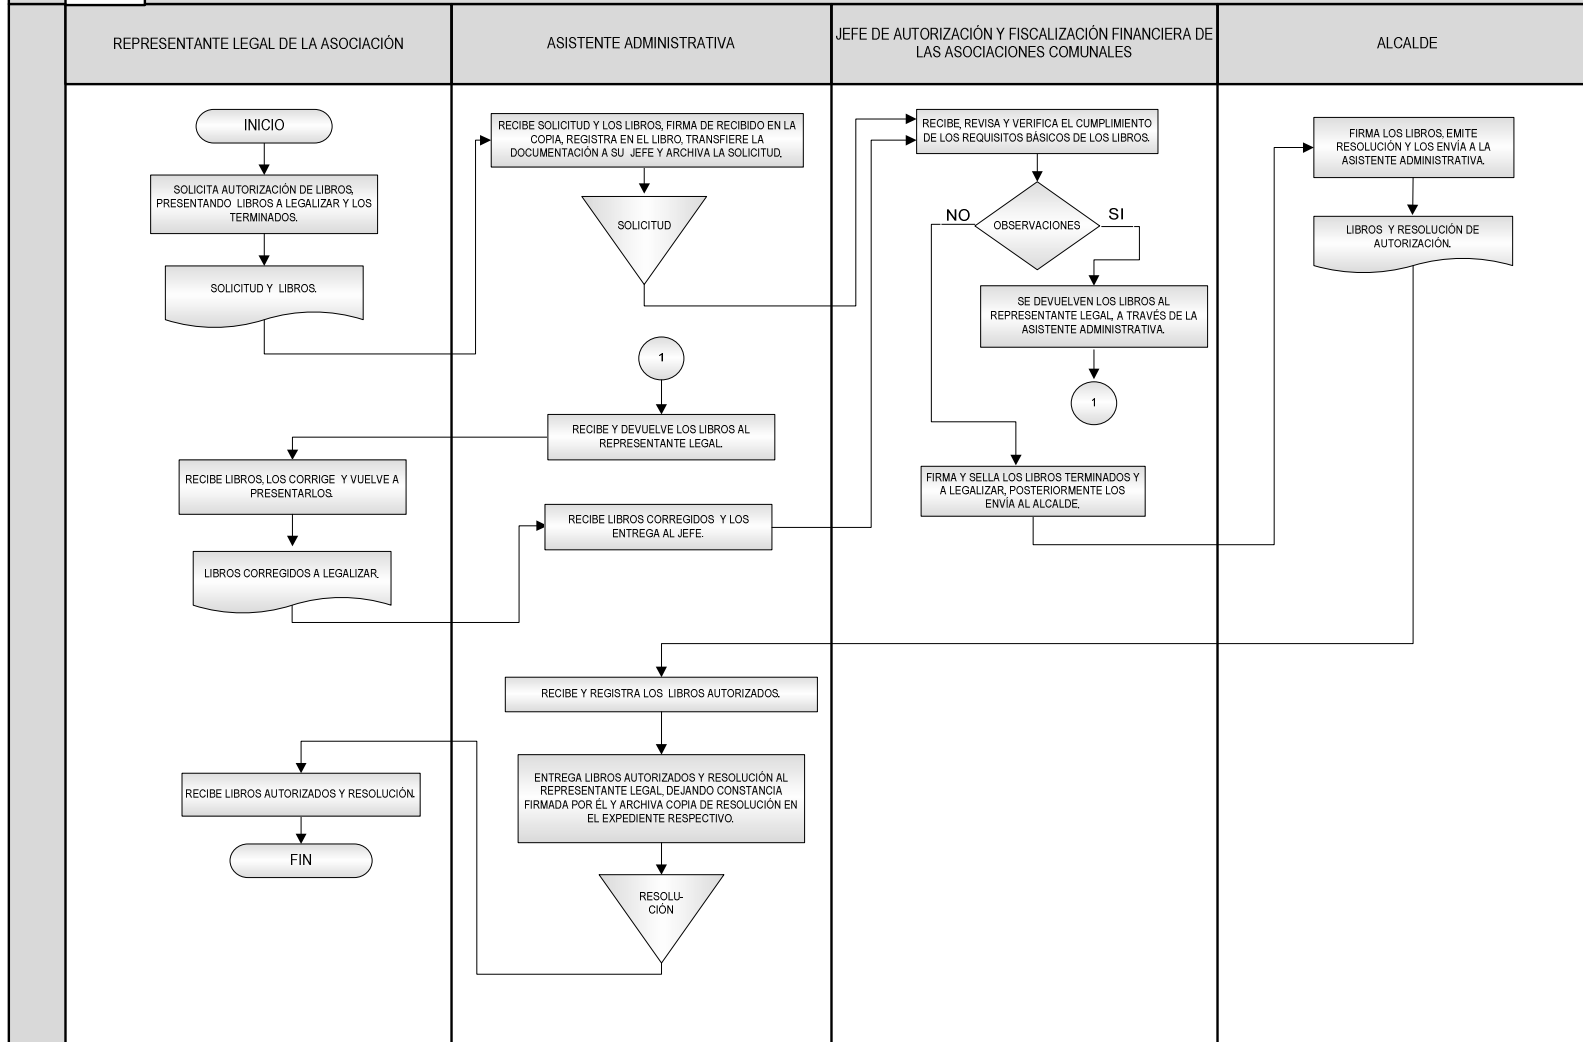 REPRESENTANTE LEGAL DE LA ASOCIACIÓN
ASISTENTE ADMINISTRATIVA
JEFE DE AUTORIZACIÓN Y FISCALIZACIÓN FINANCIERA DE
LAS ASOCIACIONES COMUNALES
ALCALDE
INICIO
SOLICITA AUTORIZACIÓN DE LIBROS,
PRESENTANDO LIBROS A LEGALIZAR Y LOS
TERMINADOS.
SOLICITUD Y LIBROS.
RECIBE SOLICITUD Y LOS LIBROS, FIRMA DE RECIBIDO EN LA
COPIA, REGISTRA EN EL LIBRO, TRANSFIERE LA
DOCUMENTACIÓN A SU JEFE Y ARCHIVA LA SOLICITUD.
SOLICITUD
RECIBE, REVISA Y VERIFICA EL CUMPLIMIENTO
DE LOS REQUISITOS BÁSICOS DE LOS LIBROS.
OBSERVACIONES
NO
SI
SE DEVUELVEN LOS LIBROS AL
REPRESENTANTE LEGAL, A TRAVÉS DE LA
ASISTENTE ADMINISTRATIVA.
1
1
RECIBE Y DEVUELVE LOS LIBROS AL
REPRESENTANTE LEGAL.
RECIBE LIBROS, LOS CORRIGE Y VUELVE A
PRESENTARLOS.
LIBROS CORREGIDOS A LEGALIZAR.
RECIBE LIBROS CORREGIDOS Y LOS
ENTREGA AL JEFE.
FIRMA Y SELLA LOS LIBROS TERMINADOS Y
A LEGALIZAR, POSTERIORMENTE LOS
ENVÍA AL ALCALDE.
FIRMA LOS LIBROS, EMITE
RESOLUCIÓN Y LOS ENVÍA A LA
ASISTENTE ADMINISTRATIVA.
LIBROS Y RESOLUCIÓN DE
AUTORIZACIÓN.
RECIBE Y REGISTRA LOS LIBROS AUTORIZADOS.
ENTREGA LIBROS AUTORIZADOS Y RESOLUCIÓN AL
REPRESENTANTE LEGAL, DEJANDO CONSTANCIA
FIRMADA POR ÉL Y ARCHIVA COPIA DE RESOLUCIÓN EN
EL EXPEDIENTE RESPECTIVO.
RESOLU-
CIÓN
RECIBE LIBROS AUTORIZADOS Y RESOLUCIÓN.
FIN